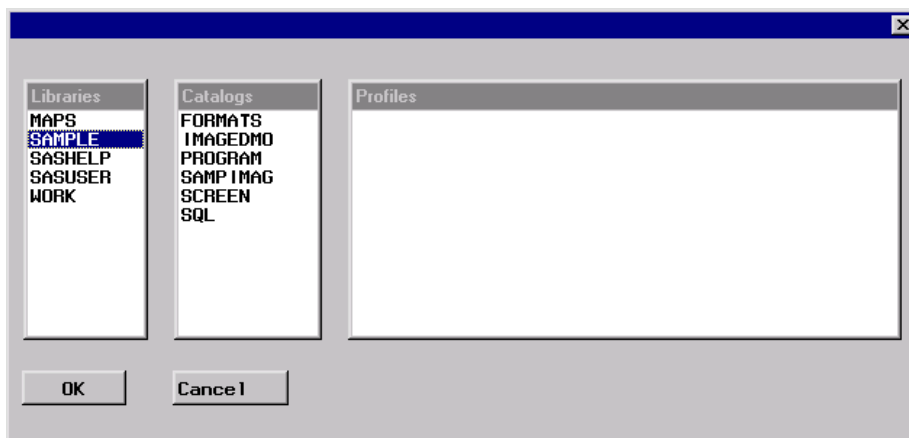 Libraries
MAPS
SAMPLE
SASHELP
SASUSER
WORK
Catalogs
FORMATS
IMAGEDMO
PROGRAM
SAMPIMAG
SCREEN
SQL
Profiles
OK
Cancel